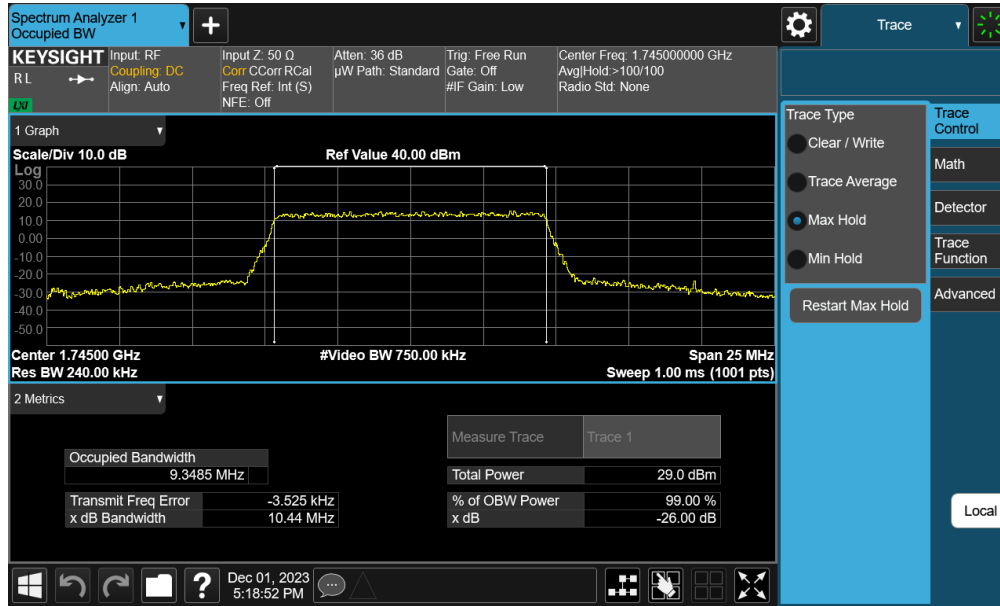 Spectrum Analyzer 1
Occupied BW
Trace
KEYSIGHT
R L
LXI
Input: RF
Coupling: DC
Align: Auto
Input Z: 50 Ω
Corr CCorr RCal
Freq Ref: Int (S)
NFE: Off
Atten: 36 dB
µW Path: Standard
Trig: Free Run
Gate: Off
#IF Gain: Low
Center Freq: 1.745000000 GHz
Avg|Hold:>100/100
Radio Std: None
1 Graph
Scale/Div 10.0 dB
Ref Value 40.00 dBm
Log
30.0
20.0
10.0
0.00
-10.0
-20.0
-30.0
-40.0
-50.0
Center 1.74500 GHz
#Video BW 750.00 kHz
Span 25 MHz
Res BW 240.00 kHz
Sweep 1.00 ms (1001 pts)
2 Metrics
Measure Trace
Trace 1
Occupied Bandwidth
9.3485 MHz
Total Power
29.0 dBm
Transmit Freq Error
-3.525 kHz
% of OBW Power
99.00 %
x dB Bandwidth
10.44 MHz
x dB
-26.00 dB
Trace Type
Clear / Write
Trace Average
Max Hold
Min Hold
Restart Max Hold
Trace
Control
Math
Detector
Trace
Function
Advanced
Local
?
Dec 01, 2023
5:18:52 PM